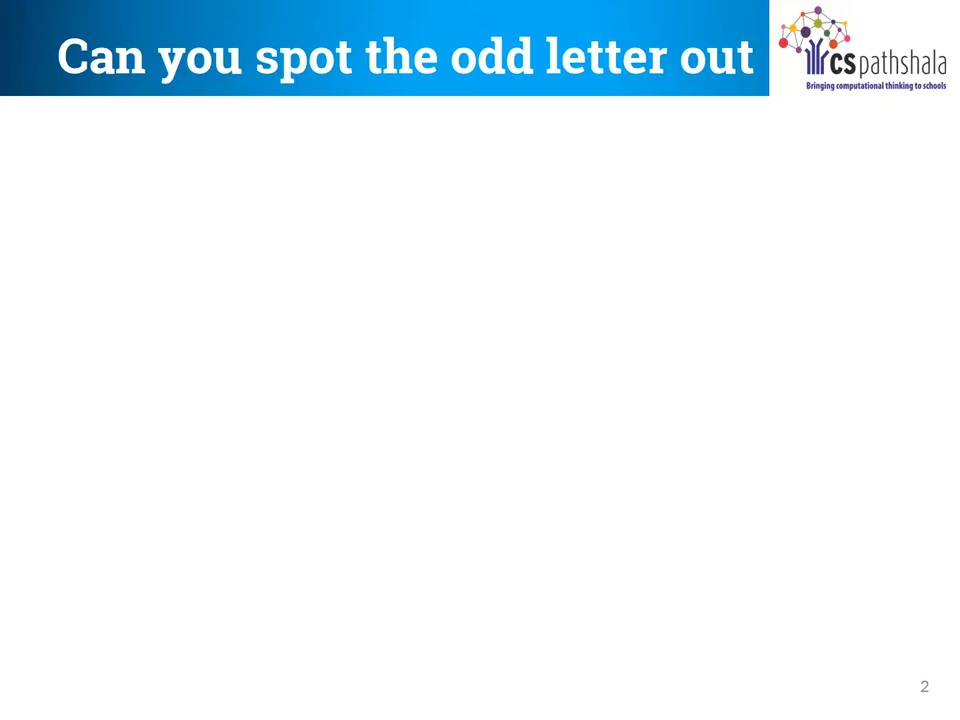 Can you spot the odd letter out
CSpathshala
Bringing computational thinking to schools
2